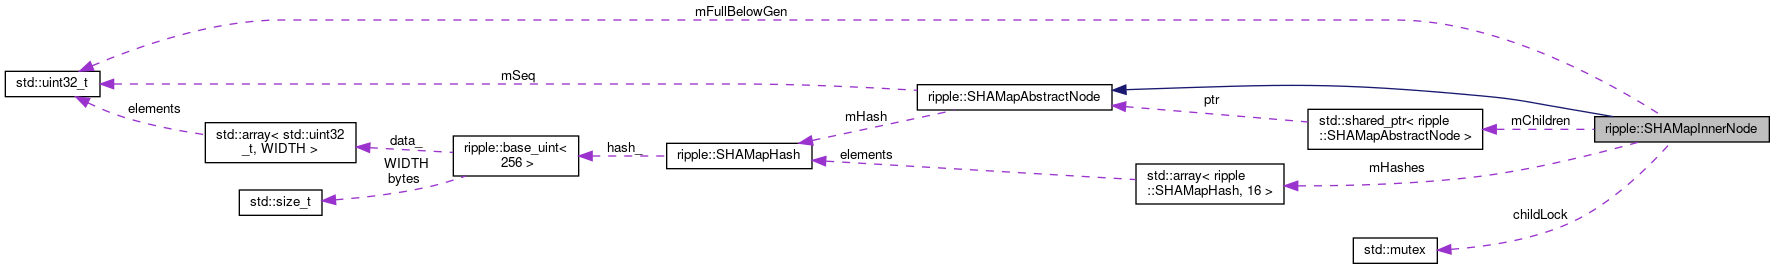 mFullBelowGen
std::uint32_t
mSeq
elements
ripple::SHAMapAbstractNode
ptr
mHash
std::shared_ptr< ripple
::SHAMapAbstractNode >
mChildren
ripple::SHAMapInnerNode
std::array< std::uint32
_t, WIDTH >
data_
WIDTH
bytes
ripple::base_uint<
256 >
hash_
ripple::SHAMapHash
elements
std::array< ripple
::SHAMapHash, 16 >
mHashes
std::size_t
childLock
std::mutex